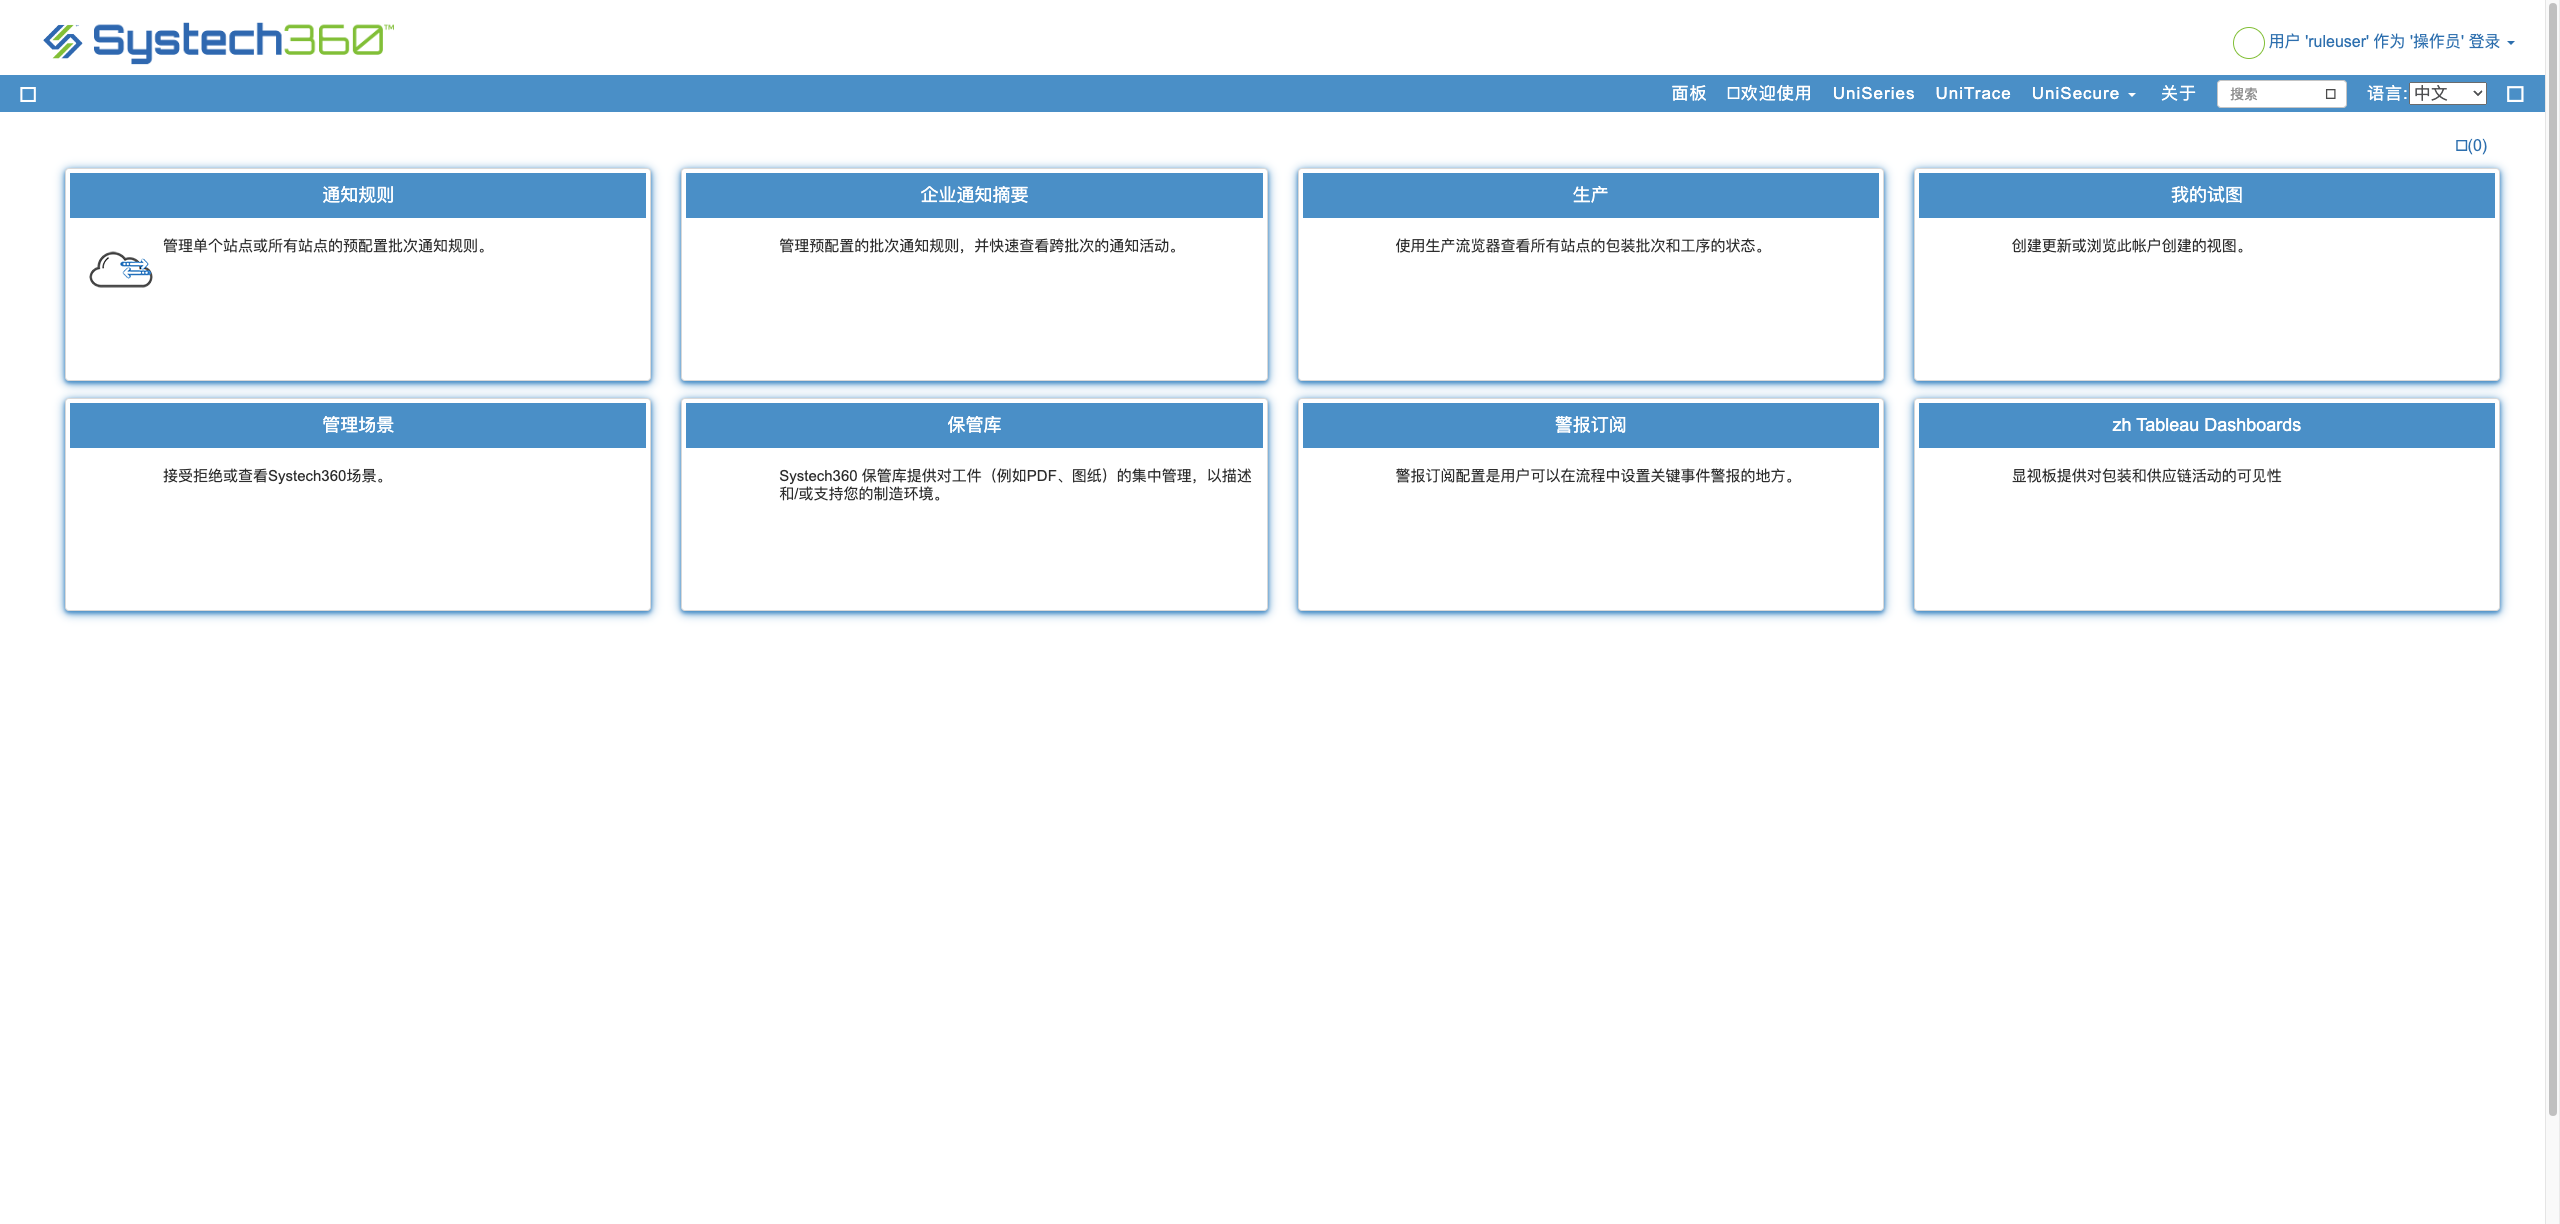 Systech360™
用户 'ruleuser' 作为 '操作员' 登录
面板 欢迎使用 UniSeries UniTrace UniSecure 关于 搜索 语言: 中文
(0)
通知规则
管理单个站点或所有站点的预配置批次通知规则。
企业通知摘要
管理预配置的批次通知规则，并快速查看跨批次的通知活动。
生产
使用生产流览器查看所有站点的包装批次和工序的状态。
我的试图
创建更新或浏览此帐户创建的视图。
管理场景
接受拒绝或查看Systech360场景。
保管库
Systech360 保管库提供对工件（例如PDF、图纸）的集中管理，以描述
和/或支持您的制造环境。
警报订阅
警报订阅配置是用户可以在流程中设置关键事件警报的地方。
zh Tableau Dashboards
显视板提供对包装和供应链活动的可见性